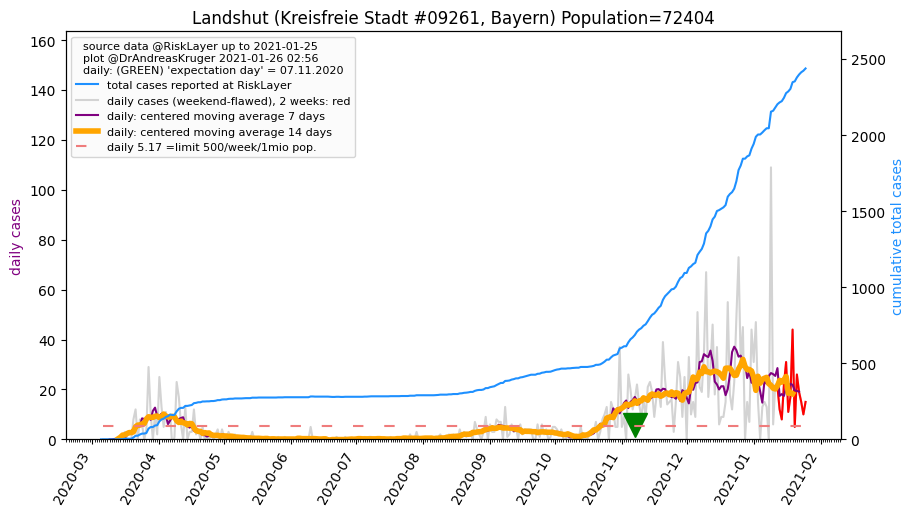 Landshut (Kreisfreie Stadt #09261, Bayern) Population=72404
source data @RiskLayer up to 2021-01-25
plot @DrAndreasKruger 2021-01-26 02:56
daily: (GREEN) 'expectation day' = 07.11.2020
total cases reported at RiskLayer
daily cases (weekend-flawed), 2 weeks: red
daily: centered moving average 7 days
daily: centered moving average 14 days
daily 5.17 =limit 500/week/1mio pop.
daily cases
160
140
120
100
80
60
40
20
0
cumulative total cases
2500
2000
1500
1000
500
0
2020-03
2020-04
2020-05
2020-06
2020-07
2020-08
2020-09
2020-10
2020-11
2020-12
2021-01
2021-02